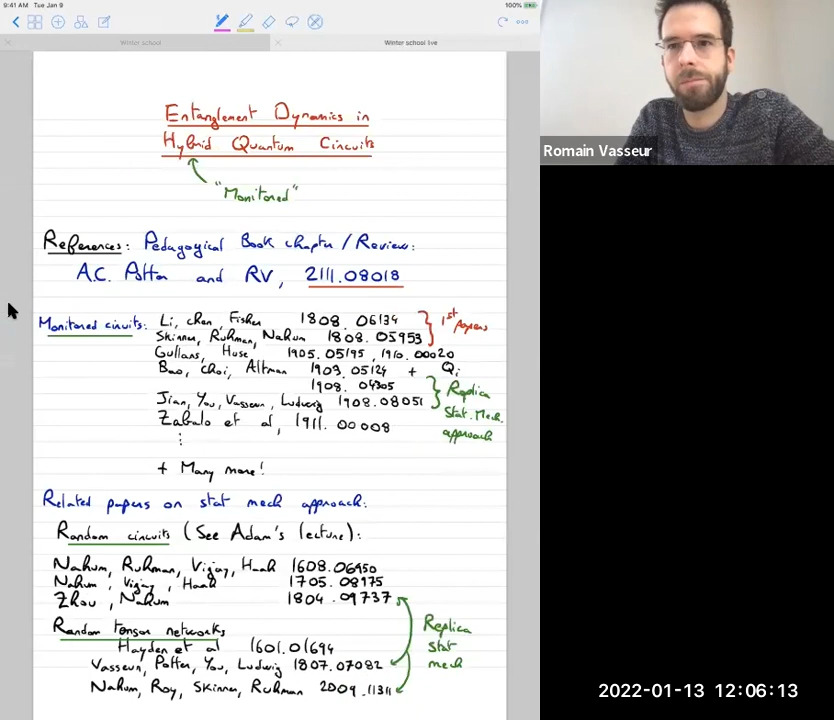 9:41 AM Tue Jan 9
100%
Winter school
Winter school live
Entanglement Dynamics in
Hybrid Quantum Circuits
"Monitored"
References: Pedagogical Book chapter / Review:
A.C. Potter and RV, 2111.08018
Monitored circuits: Li, Chen, Fisher 1808.06134
Skinner, Ruhman, Nahum 1808.05953
1st papers
Gullans, Huse 1905.05195, 1910.00020
Bao, Choi, Altman 1908.05124 + Qi
1908.04305
Jian, You, Vasseur, Ludwig 1908.08051
Replica
Stat. Mech.
approach
Zabalo et al, 1911.00008
+ Many more!
Related papers on stat mech approach:
Random circuits (See Adam's lecture):
Nahum, Ruhman, Vijay, Haah 1608.06950
Nahum, Vijay, Haah 1705.08975
Zhou, Nahum 1804.09737
Random tensor networks
Hayden et al 1601.01694
Vasseur, Potter, You, Ludwig 1807.07082
Nahum, Roy, Skinner, Ruhman 2009.11311
Replica
stat
mech
Romain Vasseur
2022-01-13 12:06:13